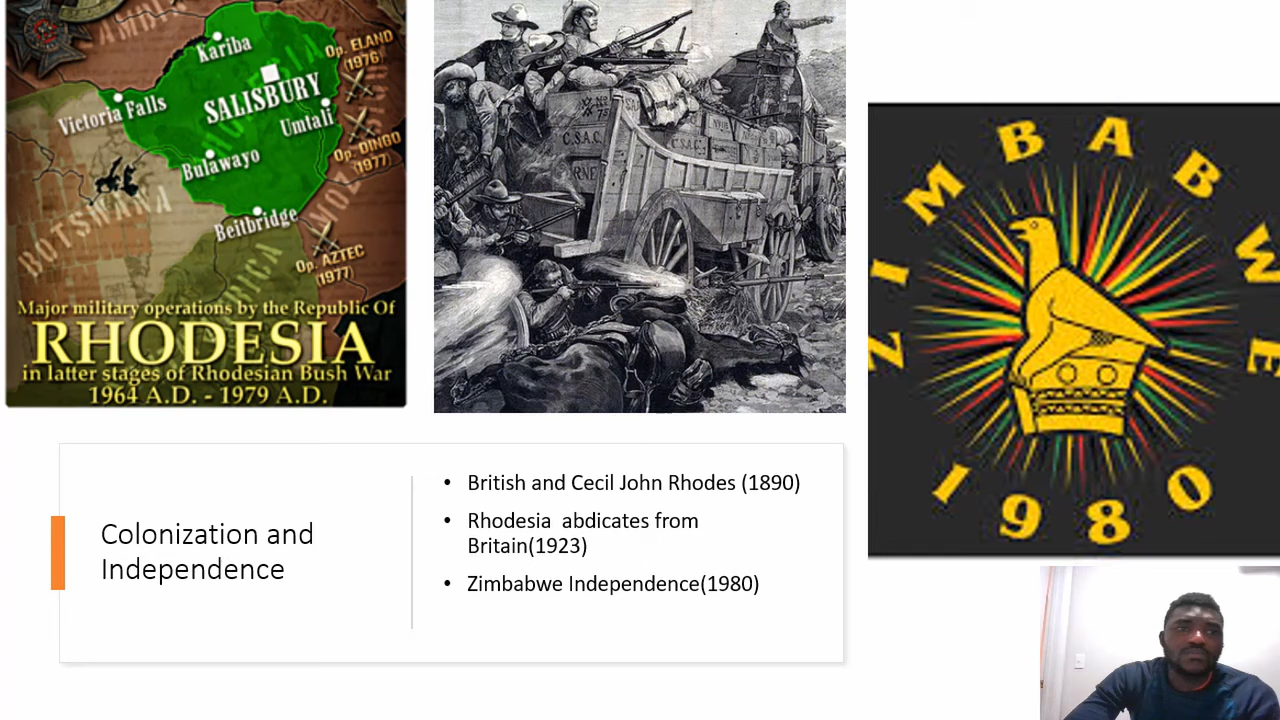 Kariba
Op. ELAND
(1976)
Victoria Falls
SALISBURY
Umtali
Op. DINGO
(1977)
Bulawayo
BOTSWANA
Beitbridge
Op. AZTEC
(1977)
Major military operations by the Republic Of
RHODESIA
in latter stages of Rhodesian Bush War
1964 A.D. - 1979 A.D.
C.S.A.C.
C.S.A.C.
ZIMBABWE
1980
Colonization and
Independence
• British and Cecil John Rhodes (1890)
• Rhodesia abdicates from
Britain(1923)
• Zimbabwe Independence(1980)